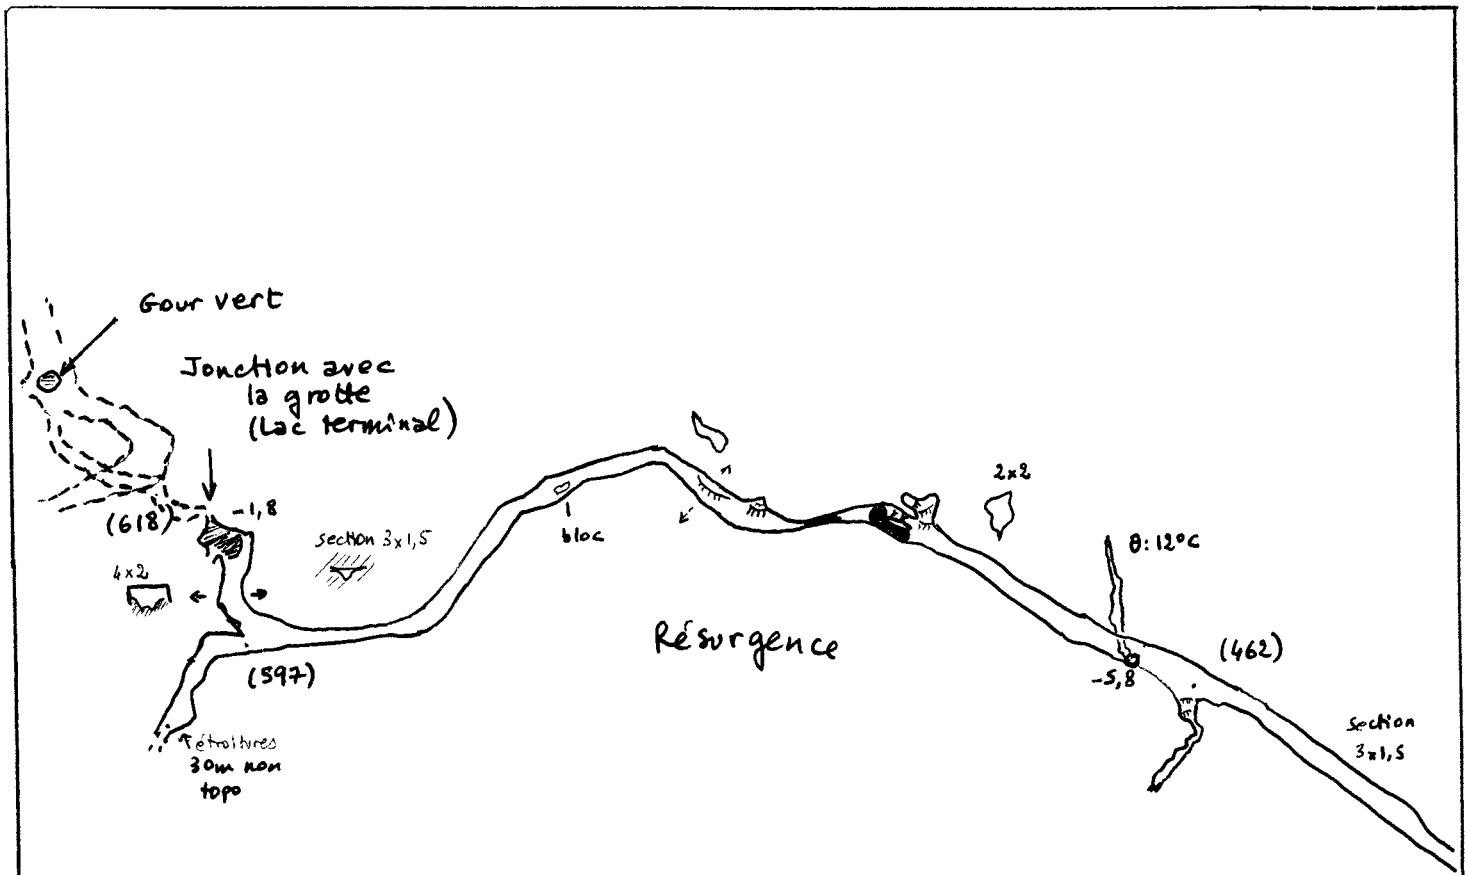 Gour vert
Jonction avec
la grotte
(Lac terminal)
(618)
-1,8
section 3x1,5
4x2
bloc
2x2
θ: 12°C
Résurgence
(462)
-5,8
(597)
section
3x1,5
étroitures
30m non
topo